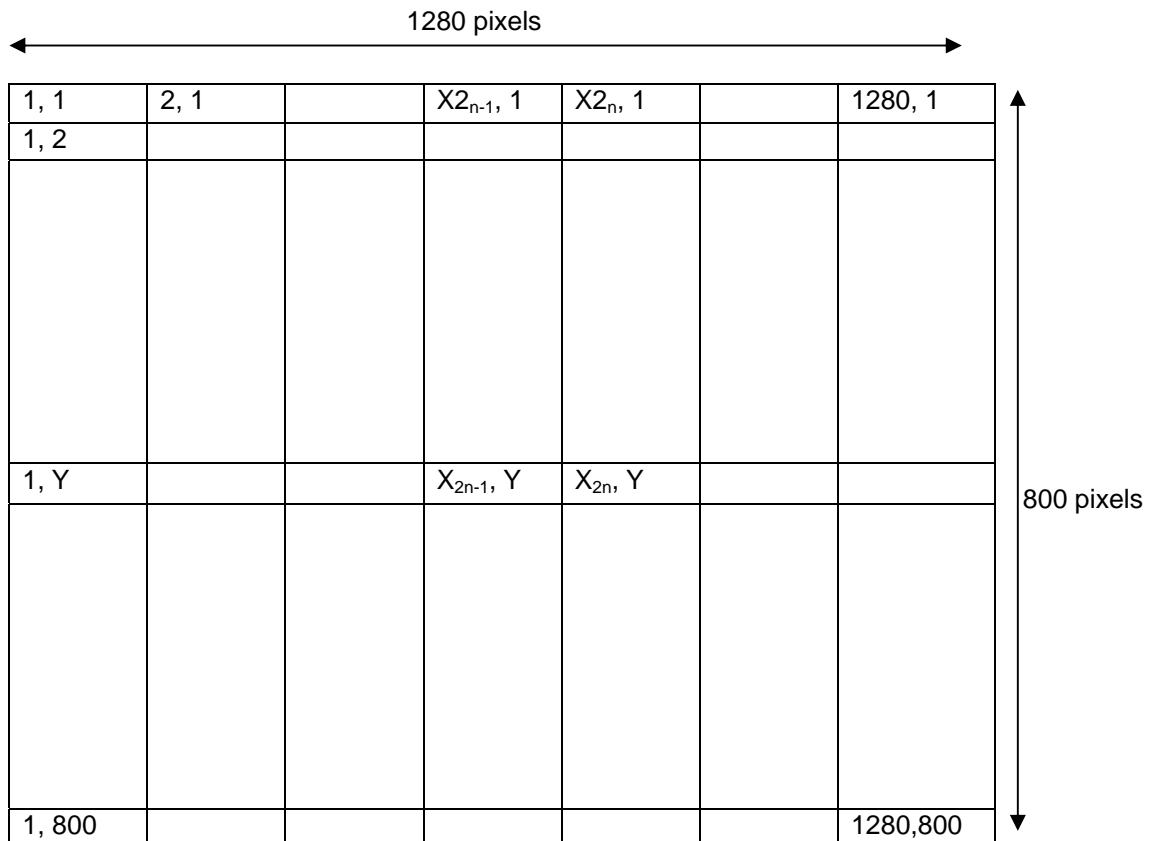 1280 pixels
1, 1 2, 1 X2ₙ₋₁, 1 X2ₙ, 1 1280, 1
1, 2
1, Y X₂ₙ₋₁, Y X₂ₙ, Y
800 pixels
1, 800 1280,800